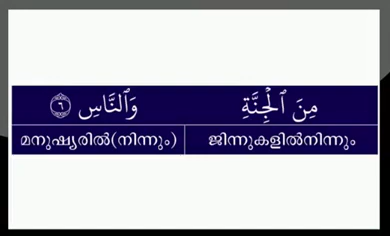 مِنَ ٱلْجِنَّةِ وَٱلنَّاسِ ۝٦
മനുഷ്യരിൽ(നിന്നും) ജിന്നുകളിൽനിന്നും